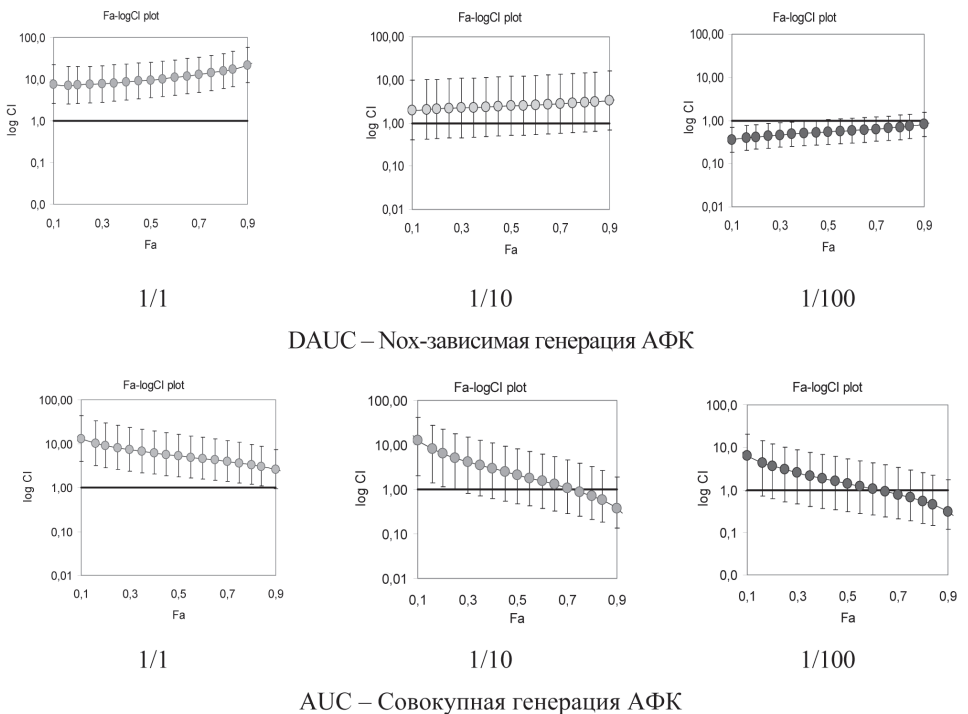 Fa-logCI plot
100,0
10,0
1,0
0,1
0,0
log CI
0,1 0,3 0,5 0,7 0,9
Fa
1/1
Fa-logCI plot
100,00
10,00
1,00
0,10
0,01
log CI
0,1 0,3 0,5 0,7 0,9
Fa
1/10
Fa-logCI plot
100,00
10,00
1,00
0,10
0,01
log CI
0,1 0,3 0,5 0,7 0,9
Fa
1/100
DAUC – Nox-зависимая генерация АФК
Fa-logCI plot
100,00
10,00
1,00
0,10
0,01
log CI
0,1 0,3 0,5 0,7 0,9
Fa
1/1
Fa-logCI plot
100,00
10,00
1,00
0,10
0,01
log CI
0,1 0,3 0,5 0,7 0,9
Fa
1/10
Fa-logCI plot
100,0
10,0
1,0
0,1
0,0
log CI
0,1 0,3 0,5 0,7 0,9
Fa
1/100
AUC – Совокупная генерация АФК